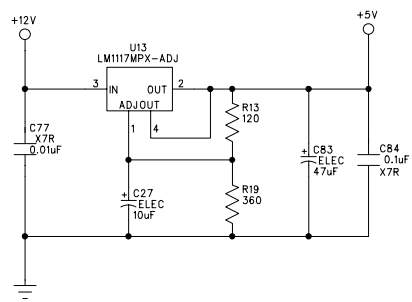 +12V
+5V
U13
LM1117MPX-ADJ
3
IN
OUT
2
ADJOUT
1
4
R13
120
C77
X7R
0.01uF
C83
ELEC
47uF
C84
0.1uF
X7R
C27
ELEC
10uF
R19
360
+
+